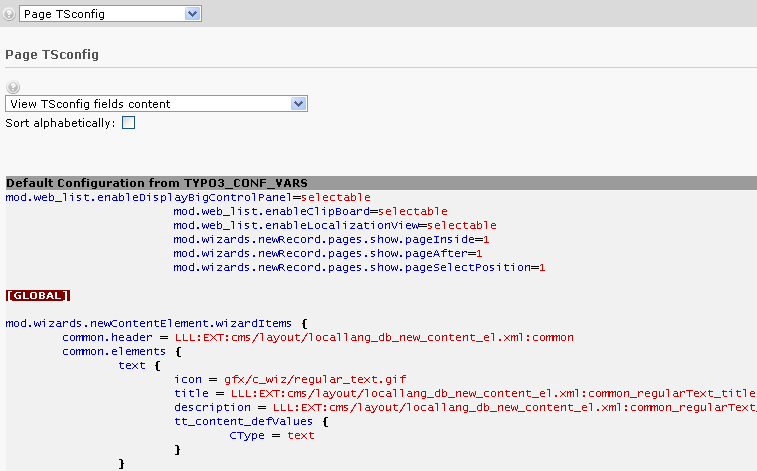 Page TSconfig
Page TSconfig
View TSconfig fields content
Sort alphabetically:
Default Configuration from TYPO3_CONF_VARS
mod.web_list.enableDisplayBigControlPanel=selectable
mod.web_list.enableClipBoard=selectable
mod.web_list.enableLocalizationView=selectable
mod.wizards.newRecord.pages.show.pageInside=1
mod.wizards.newRecord.pages.show.pageAfter=1
mod.wizards.newRecord.pages.show.pageSelectPosition=1
[GLOBAL]
mod.wizards.newContentElement.wizardItems {
common.header = LLL:EXT:cms/layout/locallang_db_new_content_el.xml:common
common.elements {
text {
icon = gfx/c_wiz/regular_text.gif
title = LLL:EXT:cms/layout/locallang_db_new_content_el.xml:common_regularText_title
description = LLL:EXT:cms/layout/locallang_db_new_content_el.xml:common_regularText_
tt_content_defValues {
CType = text
}
}